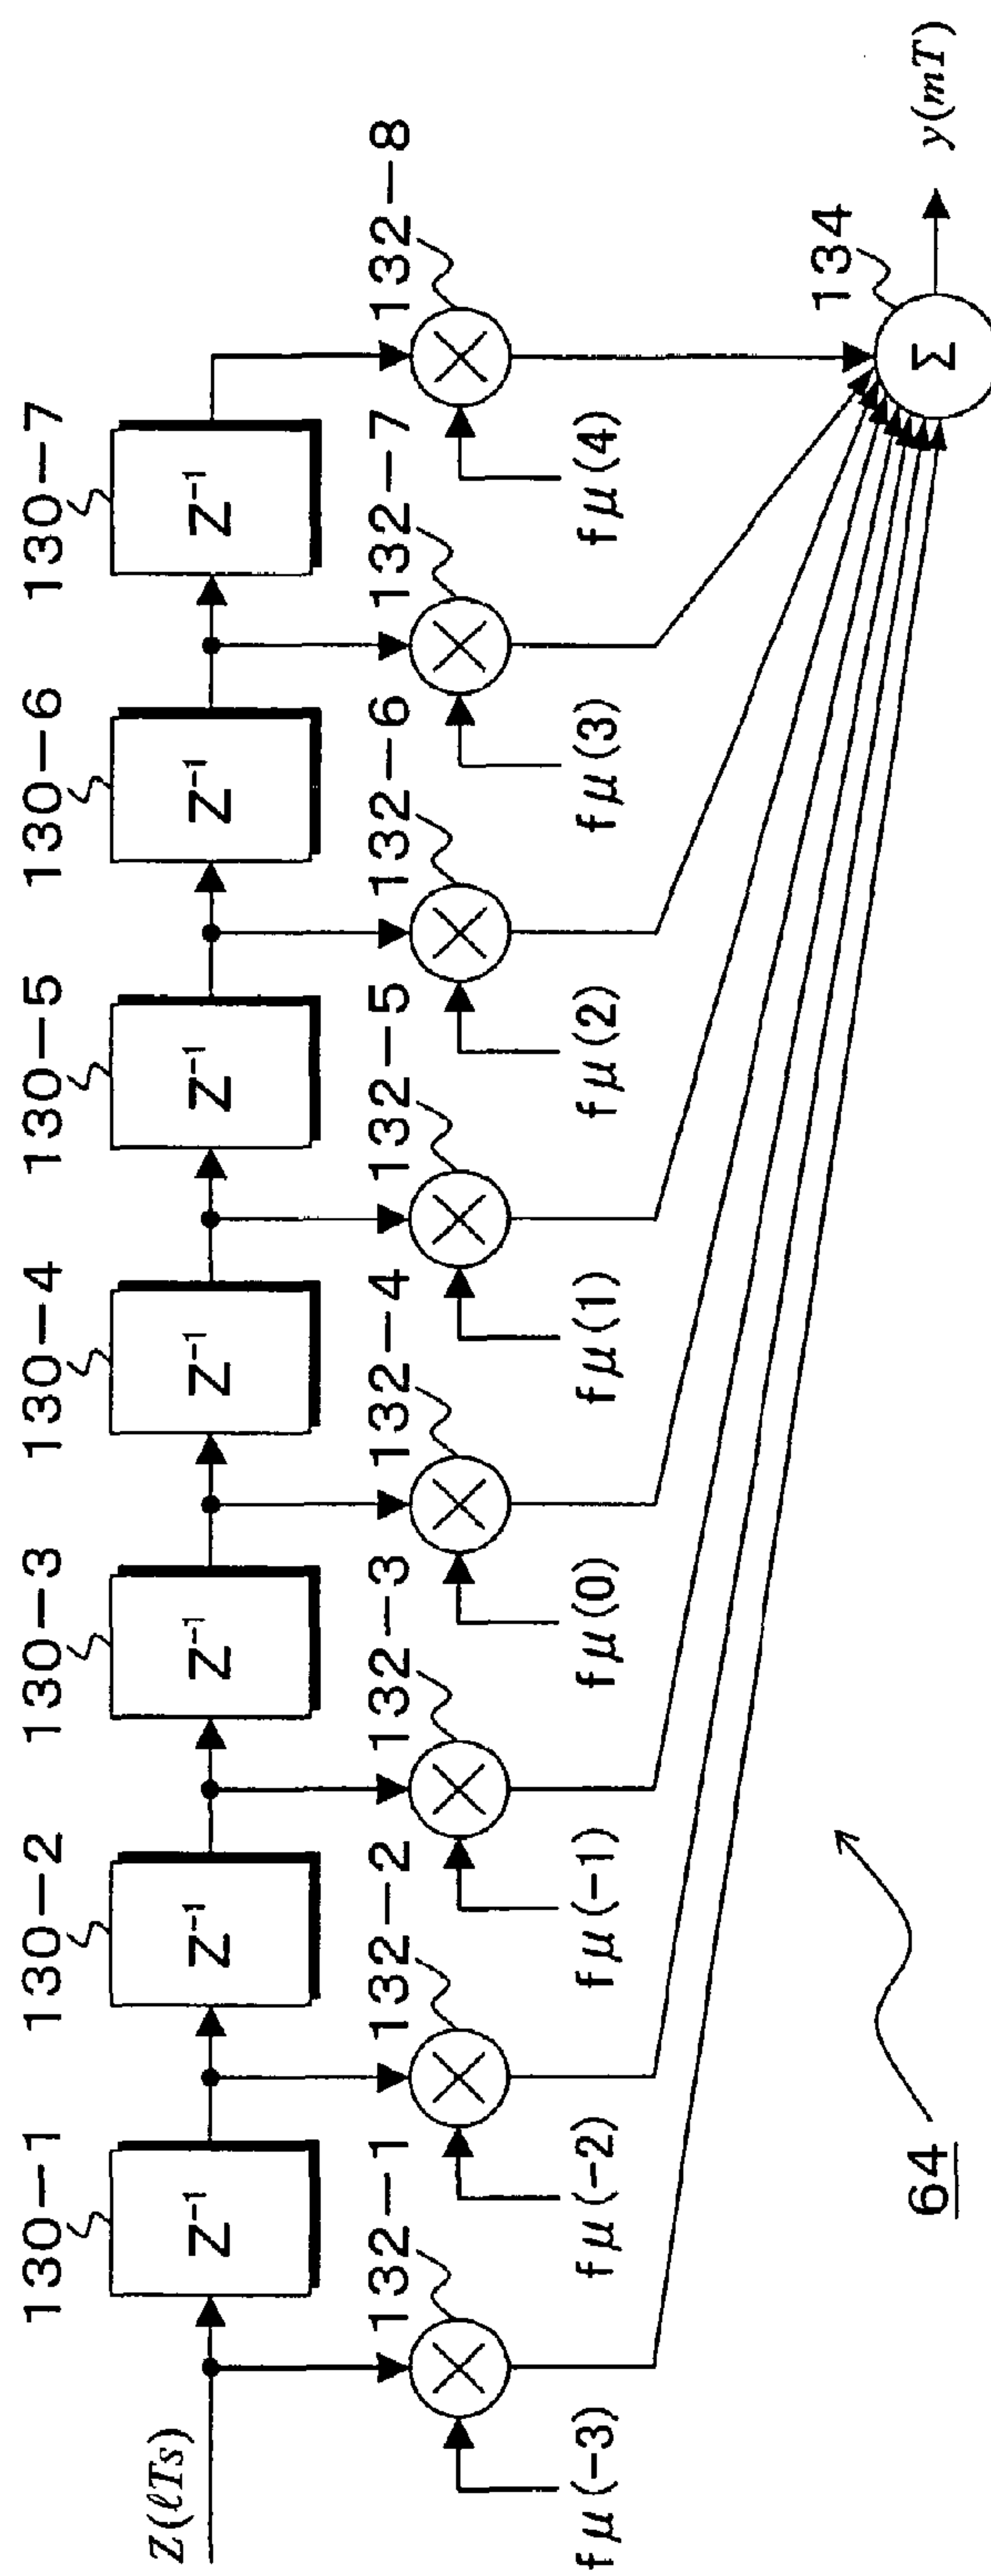 130-1 130-2 130-3 130-4 130-5 130-6 130-7
Z(ℓTs)
Z⁻¹ Z⁻¹ Z⁻¹ Z⁻¹ Z⁻¹ Z⁻¹ Z⁻¹
132-1 132-2 132-3 132-4 132-5 132-6 132-7 132-8
fμ(-3) fμ(-2) fμ(-1) fμ(0) fμ(1) fμ(2) fμ(3) fμ(4)
134
Σ
y(mT)
64